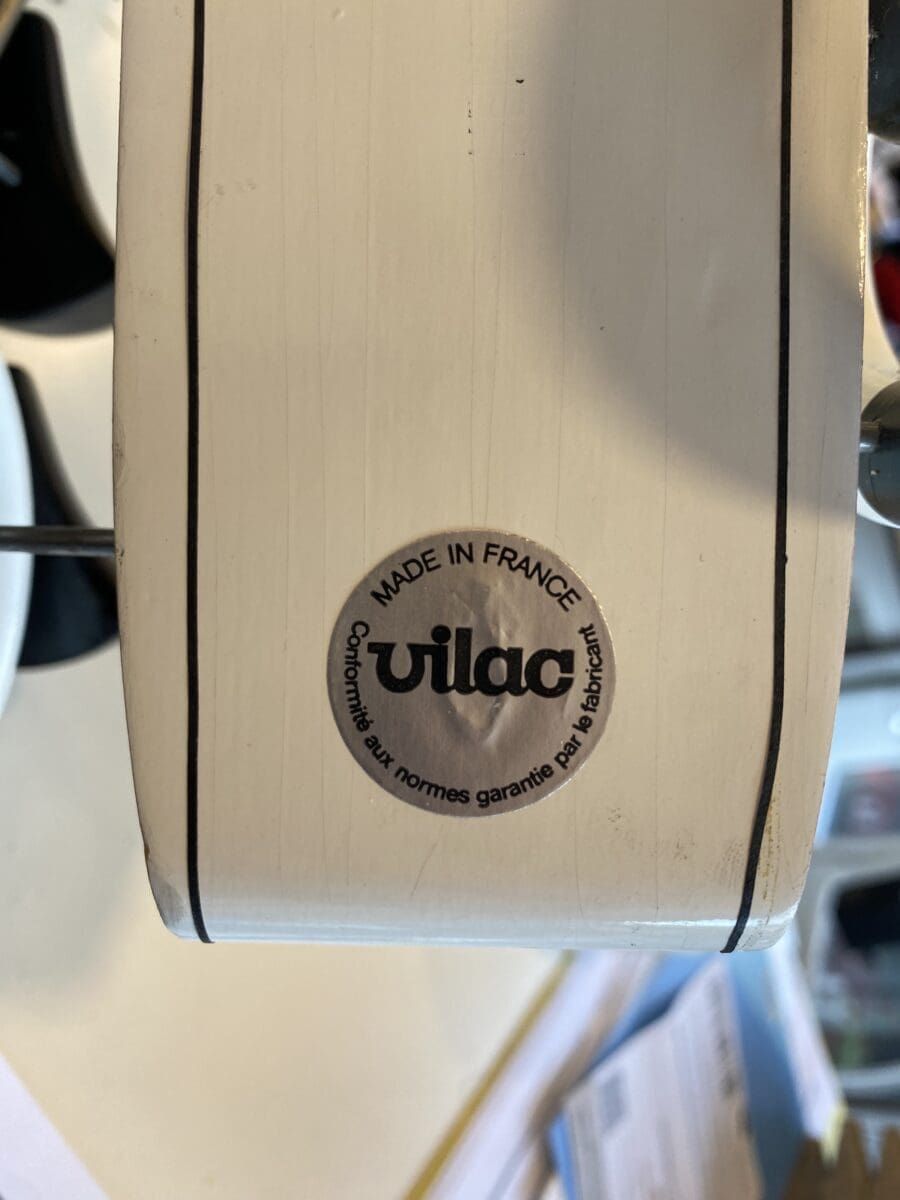 MADE IN FRANCE
vilac
Conformité aux normes garantie par le fabricant